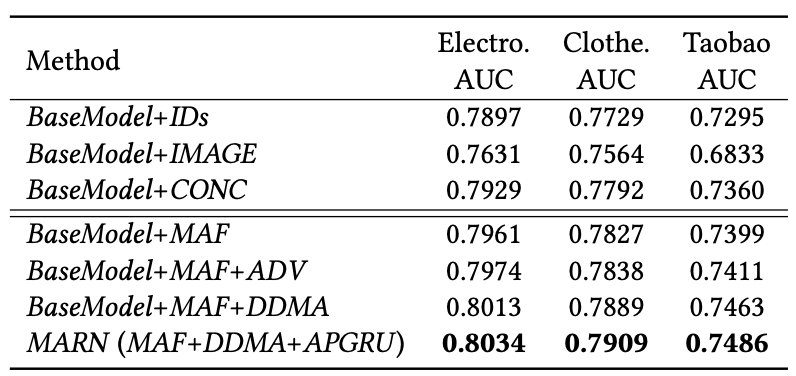 Method Electro. Clothe. Taobao
AUC AUC AUC
BaseModel+IDs 0.7897 0.7729 0.7295
BaseModel+IMAGE 0.7631 0.7564 0.6833
BaseModel+CONC 0.7929 0.7792 0.7360
BaseModel+MAF 0.7961 0.7827 0.7399
BaseModel+MAF+ADV 0.7974 0.7838 0.7411
BaseModel+MAF+DDMA 0.8013 0.7889 0.7463
MARN (MAF+DDMA+APGRU) 0.8034 0.7909 0.7486